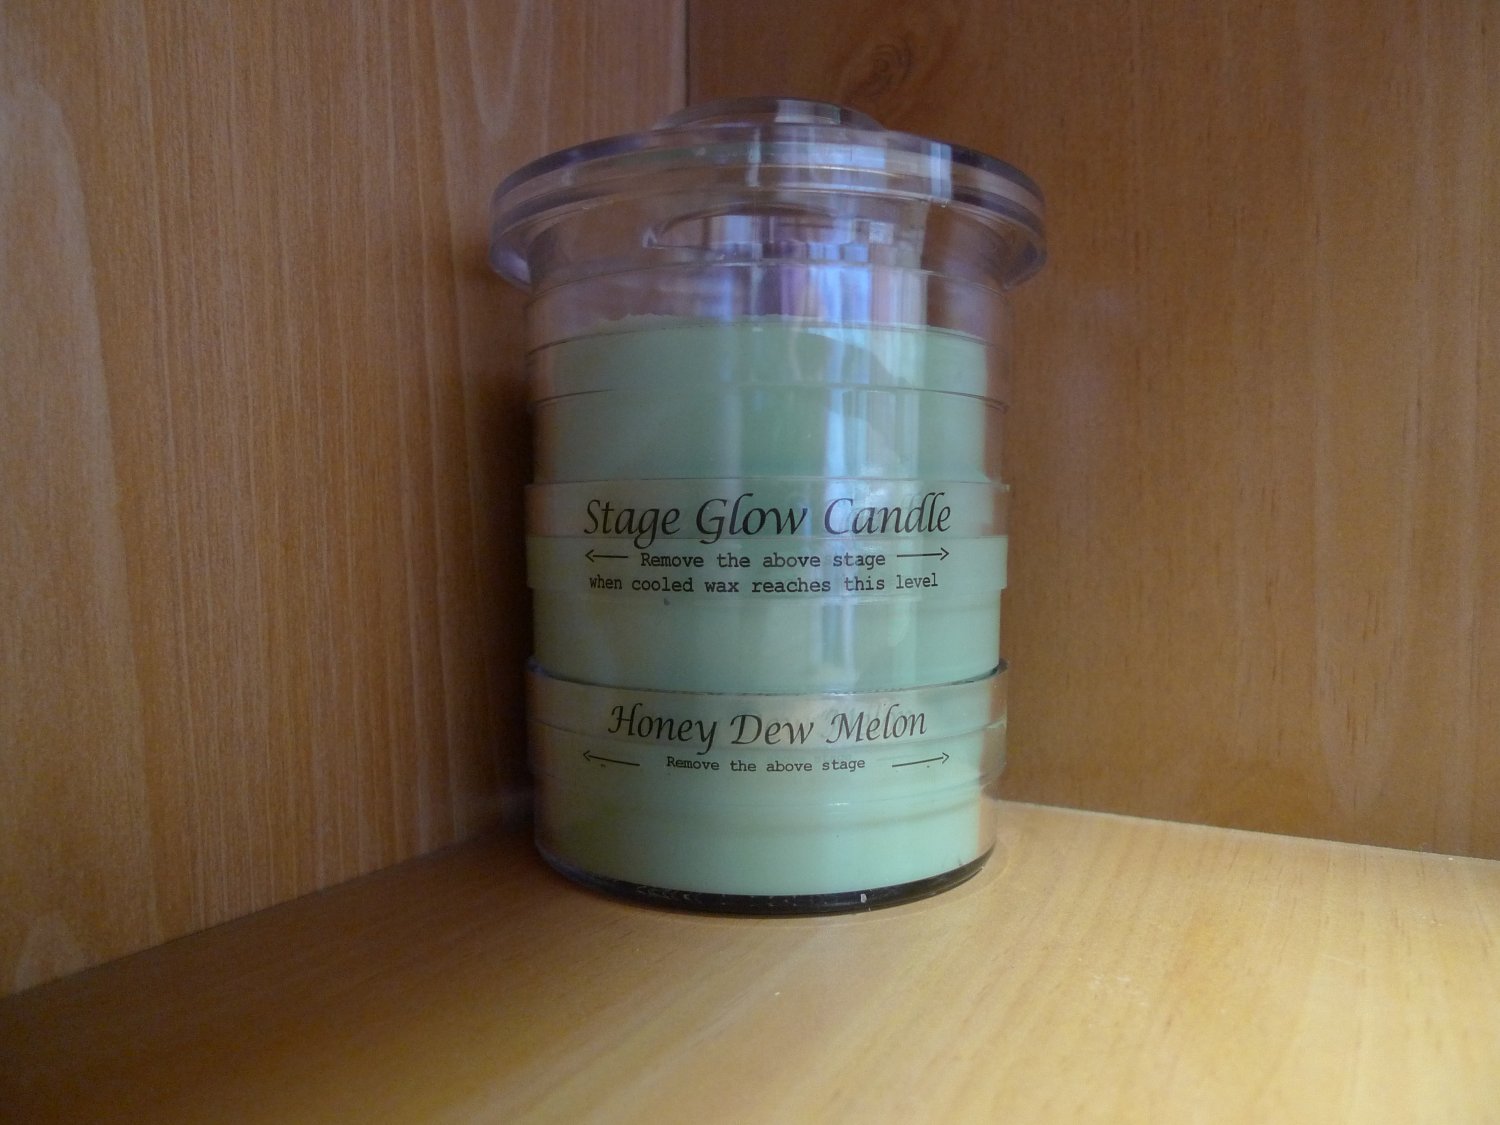 Stage Glow Candle
Remove the above stage
when cooled wax reaches this level
Honey Dew Melon
Remove the above stage